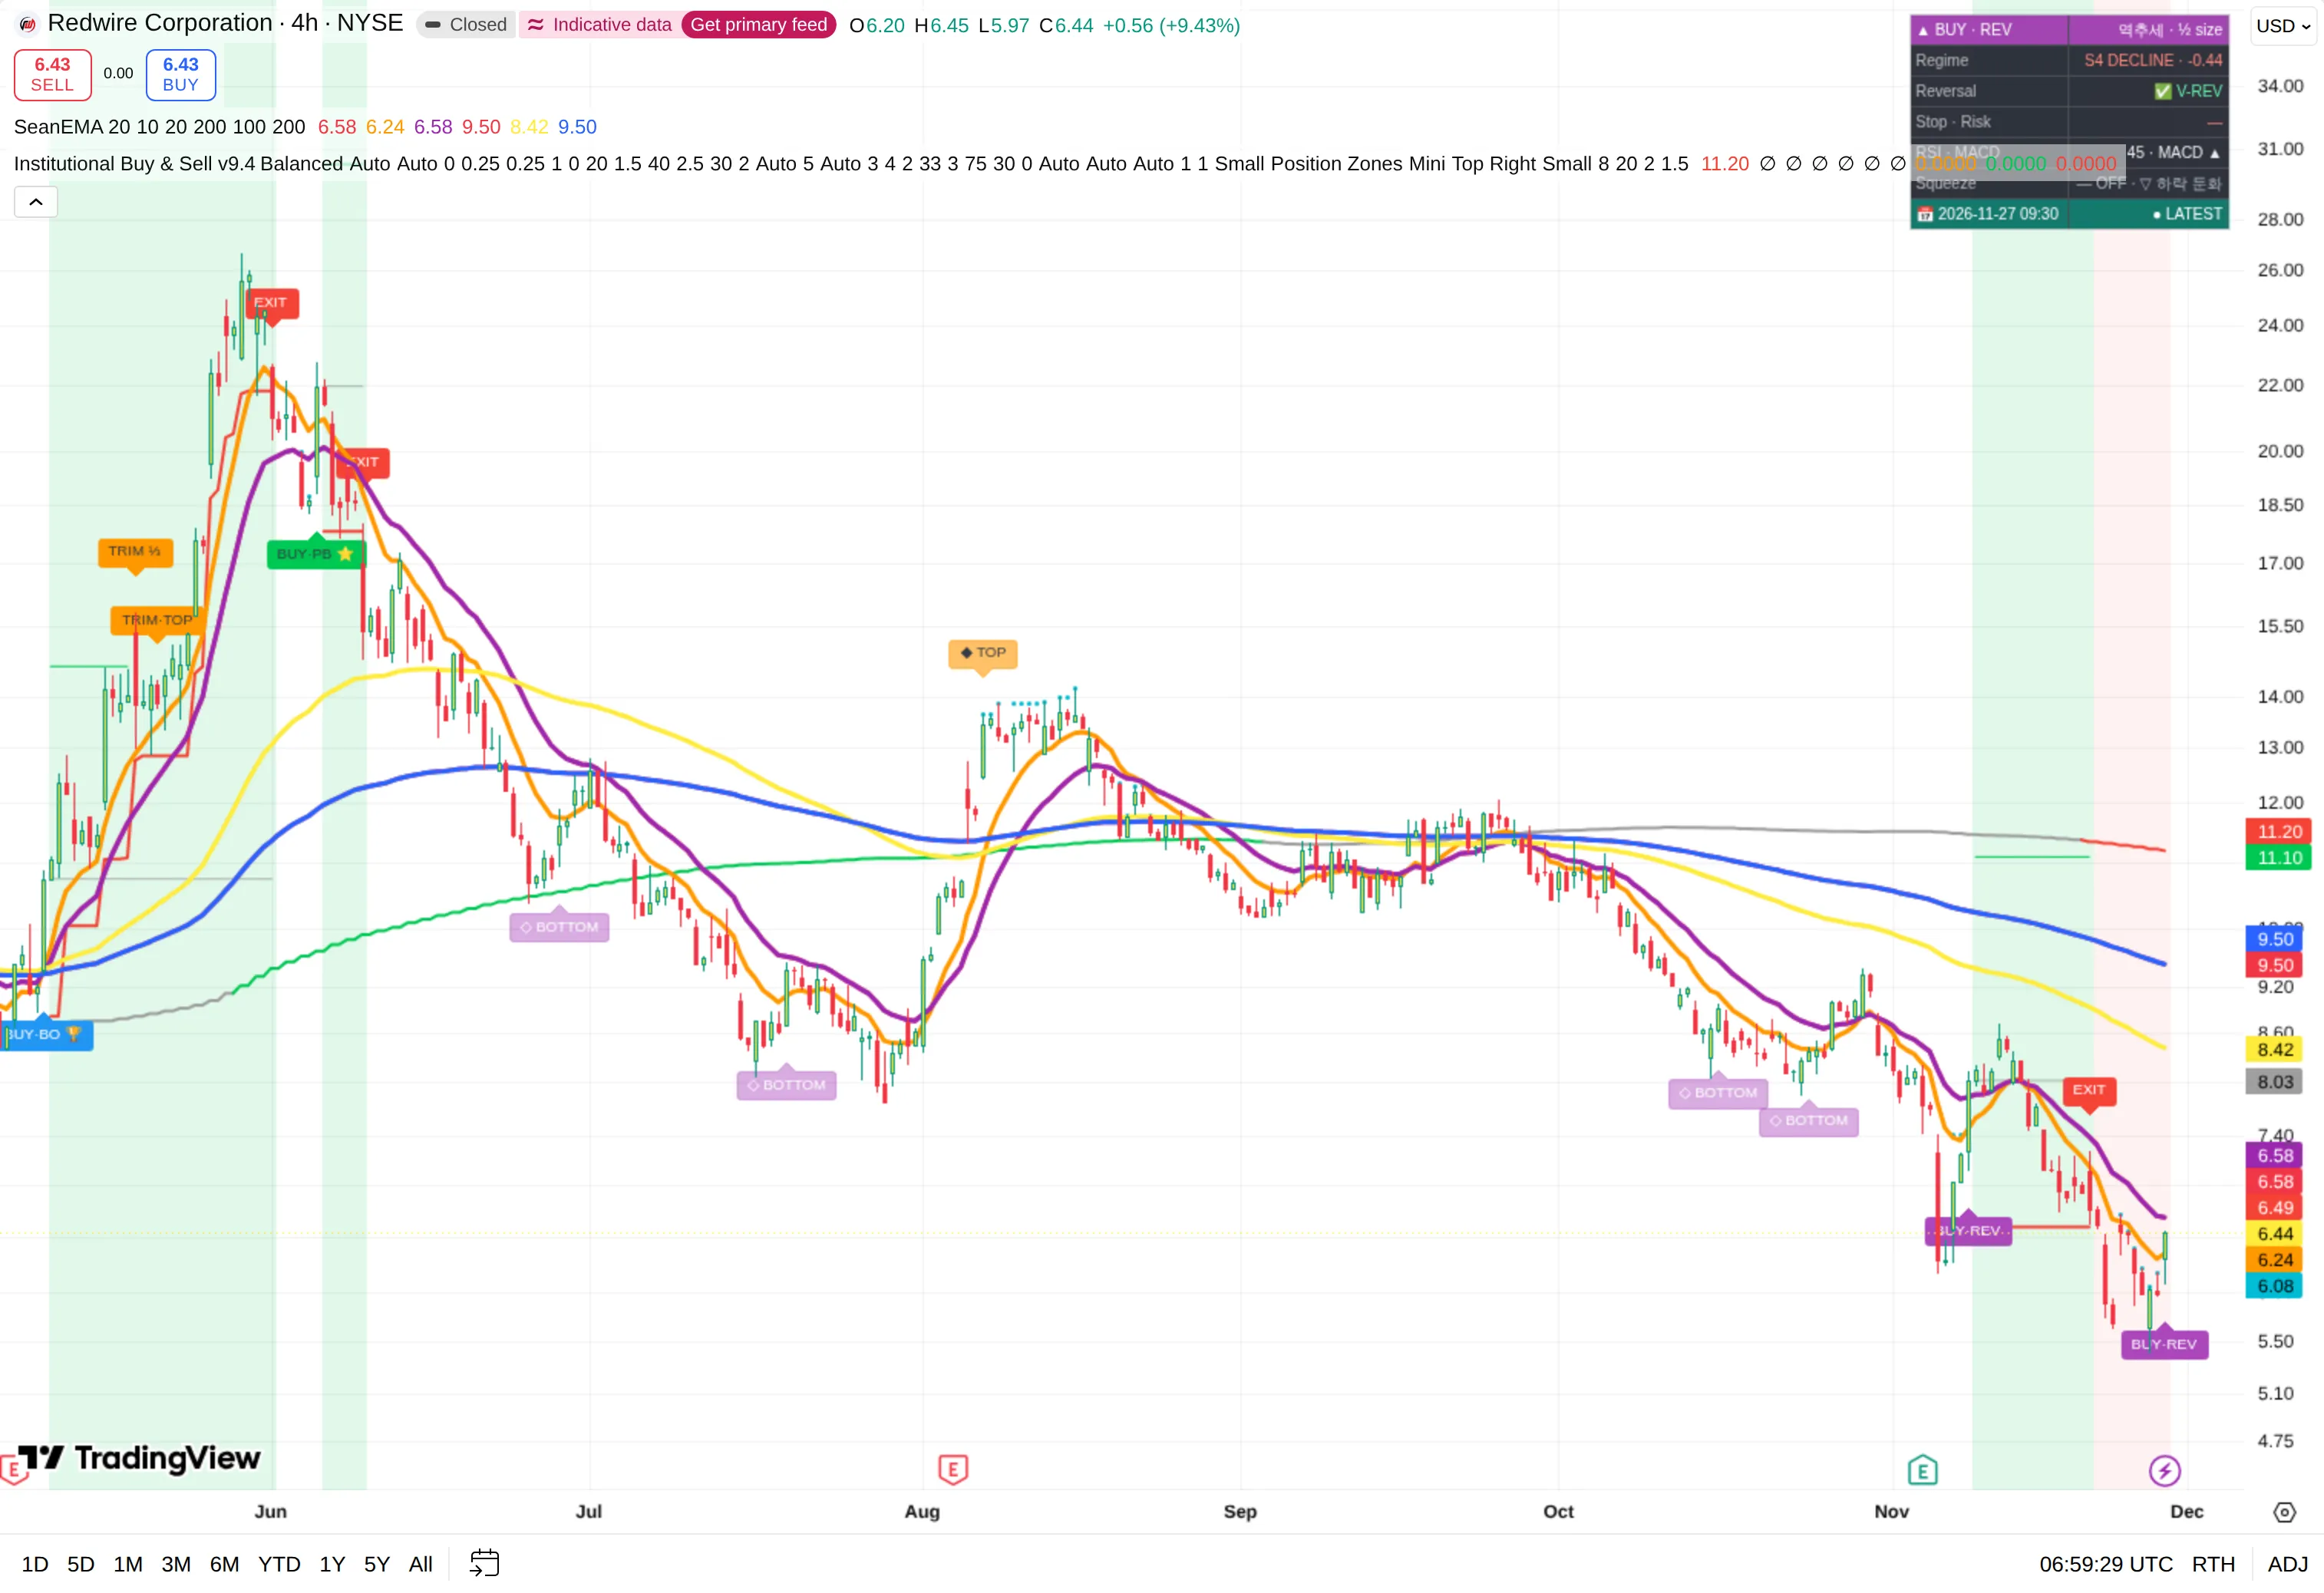 Redwire Corporation · 4h · NYSE Closed Indicative data Get primary feed O6.20 H6.45 L5.97 C6.44 +0.56 (+9.43%)
6.43 SELL 0.00 6.43 BUY
SeanEMA 20 10 20 200 100 200 6.58 6.24 6.58 9.50 8.42 9.50
Institutional Buy & Sell v9.4 Balanced Auto Auto 0 0.25 0.25 1 0 20 1.5 40 2.5 30 2 Auto 5 Auto 3 4 2 33 3 75 30 0 Auto Auto Auto 1 1 Small Position Zones Mini Top Right Small 8 20 2 1.5 11.20 ∅ ∅ ∅ ∅ ∅ ∅ 0.0000 0.0000 0.0000
▲ BUY · REV 역추세 · ½ size
Regime S4 DECLINE · -0.44
Reversal ✅ V-REV
Stop · Risk —
RSI · MACD 45 · MACD ▲
Squeeze — OFF · ▽ 하락 둔화
📅 2026-11-27 09:30 ● LATEST
USD
34.00
31.00
28.00
26.00
24.00
22.00
20.00
18.50
17.00
15.50
14.00
13.00
12.00
11.20
11.10
9.50
9.50
9.20
8.60
8.42
8.03
7.40
6.58
6.58
6.49
6.44
6.24
6.08
5.50
5.10
4.75
EXIT
EXIT
TRIM ⅓
BUY·PB ⭐
TRIM·TOP
◆ TOP
◇ BOTTOM
BUY·BO 🏆
◇ BOTTOM
◇ BOTTOM
◇ BOTTOM
EXIT
BUY·REV
BUY·REV
TradingView
E
E
E
Jun Jul Aug Sep Oct Nov Dec
1D 5D 1M 3M 6M YTD 1Y 5Y All 06:59:29 UTC RTH ADJ